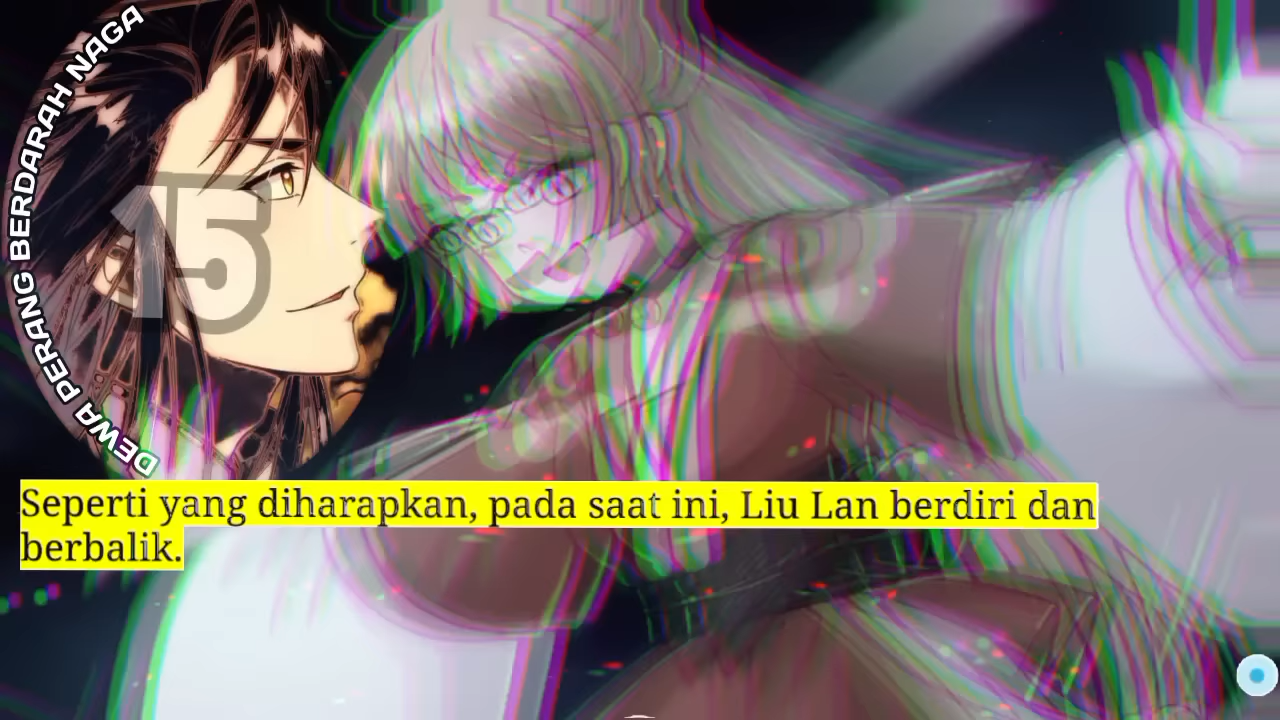 DEWA PERANG BERDARAH NAGA
15
Seperti yang diharapkan, pada saat ini, Liu Lan berdiri dan
berbalik.